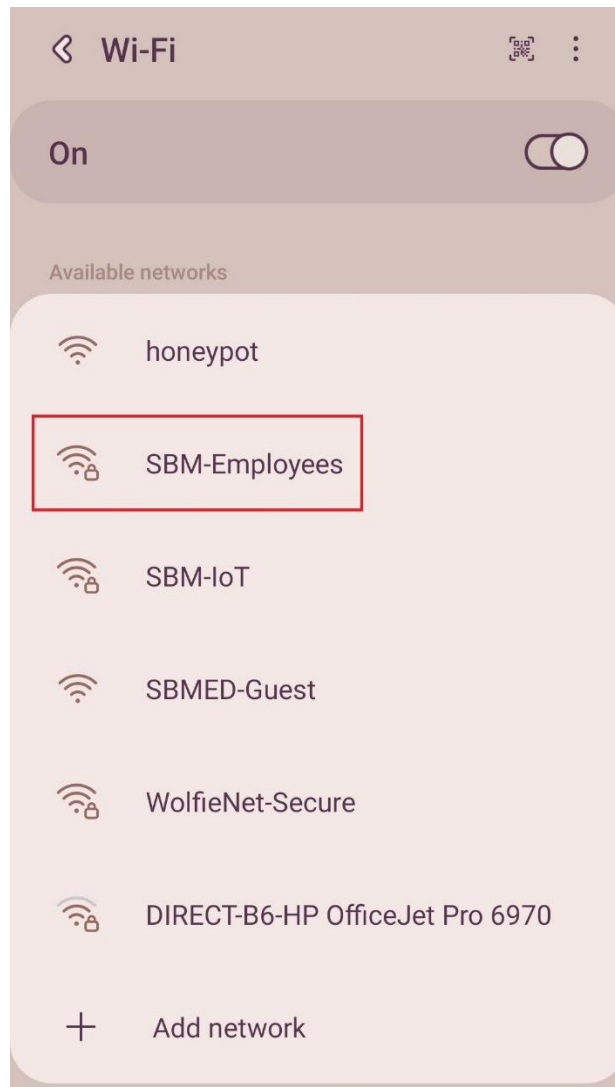 Wi-Fi
On
Available networks
honeypot
SBM-Employees
SBM-IoT
SBMED-Guest
WolfieNet-Secure
DIRECT-B6-HP OfficeJet Pro 6970
Add network